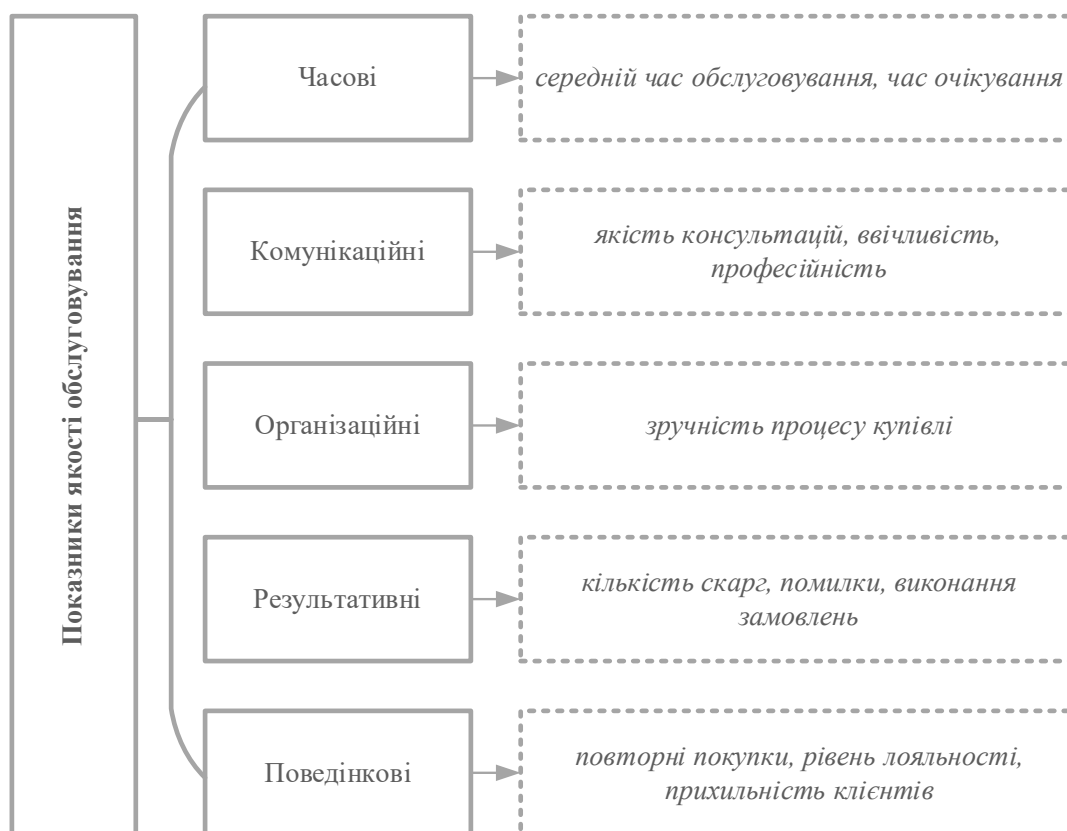 Показники якості обслуговування
Часові
середній час обслуговування, час очікування
Комунікаційні
якість консультацій, ввічливість,
професійність
Організаційні
зручність процесу купівлі
Результативні
кількість скарг, помилки, виконання
замовлень
Поведінкові
повторні покупки, рівень лояльності,
прихильність клієнтів